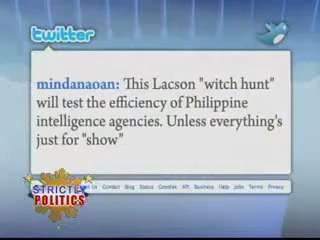 twitter
mindanaoan: This Lacson "witch hunt"
will test the efficiency of Philippine
intelligence agencies. Unless everything's
just for "show"
Us Contact Blog Status Goodies API Business Help Jobs Terms Privacy
STRICTLY
POLITICS